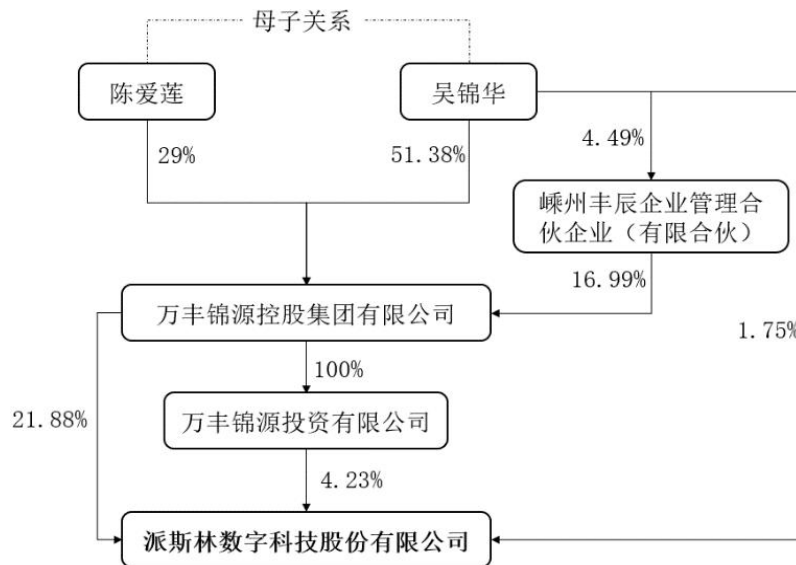 母子关系
陈爱莲
吴锦华
29%
51.38%
4.49%
嵊州丰辰企业管理合
伙企业（有限合伙）
16.99%
万丰锦源控股集团有限公司
1.75%
100%
21.88%
万丰锦源投资有限公司
4.23%
派斯林数字科技股份有限公司